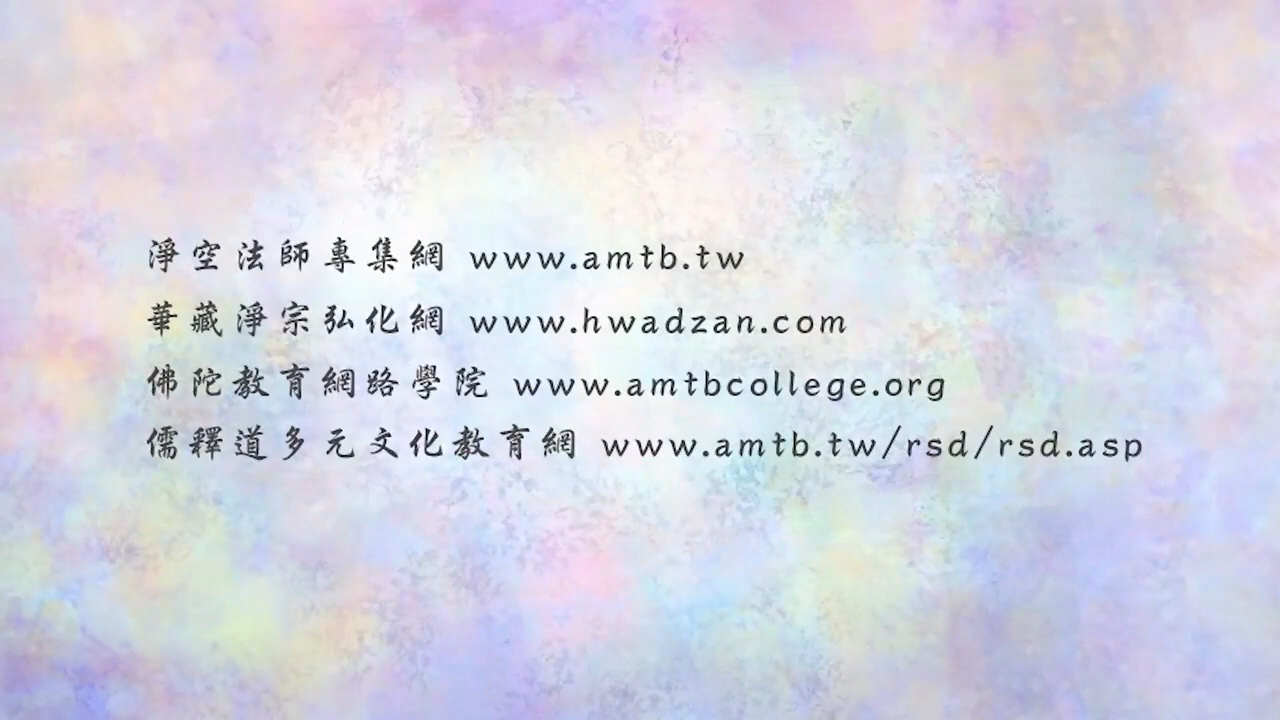 淨空法師專集網 www.amtb.tw
華藏淨宗弘化網 www.hwadzan.com
佛陀教育網路學院 www.amtbcollege.org
儒釋道多元文化教育網 www.amtb.tw/rsd/rsd.asp